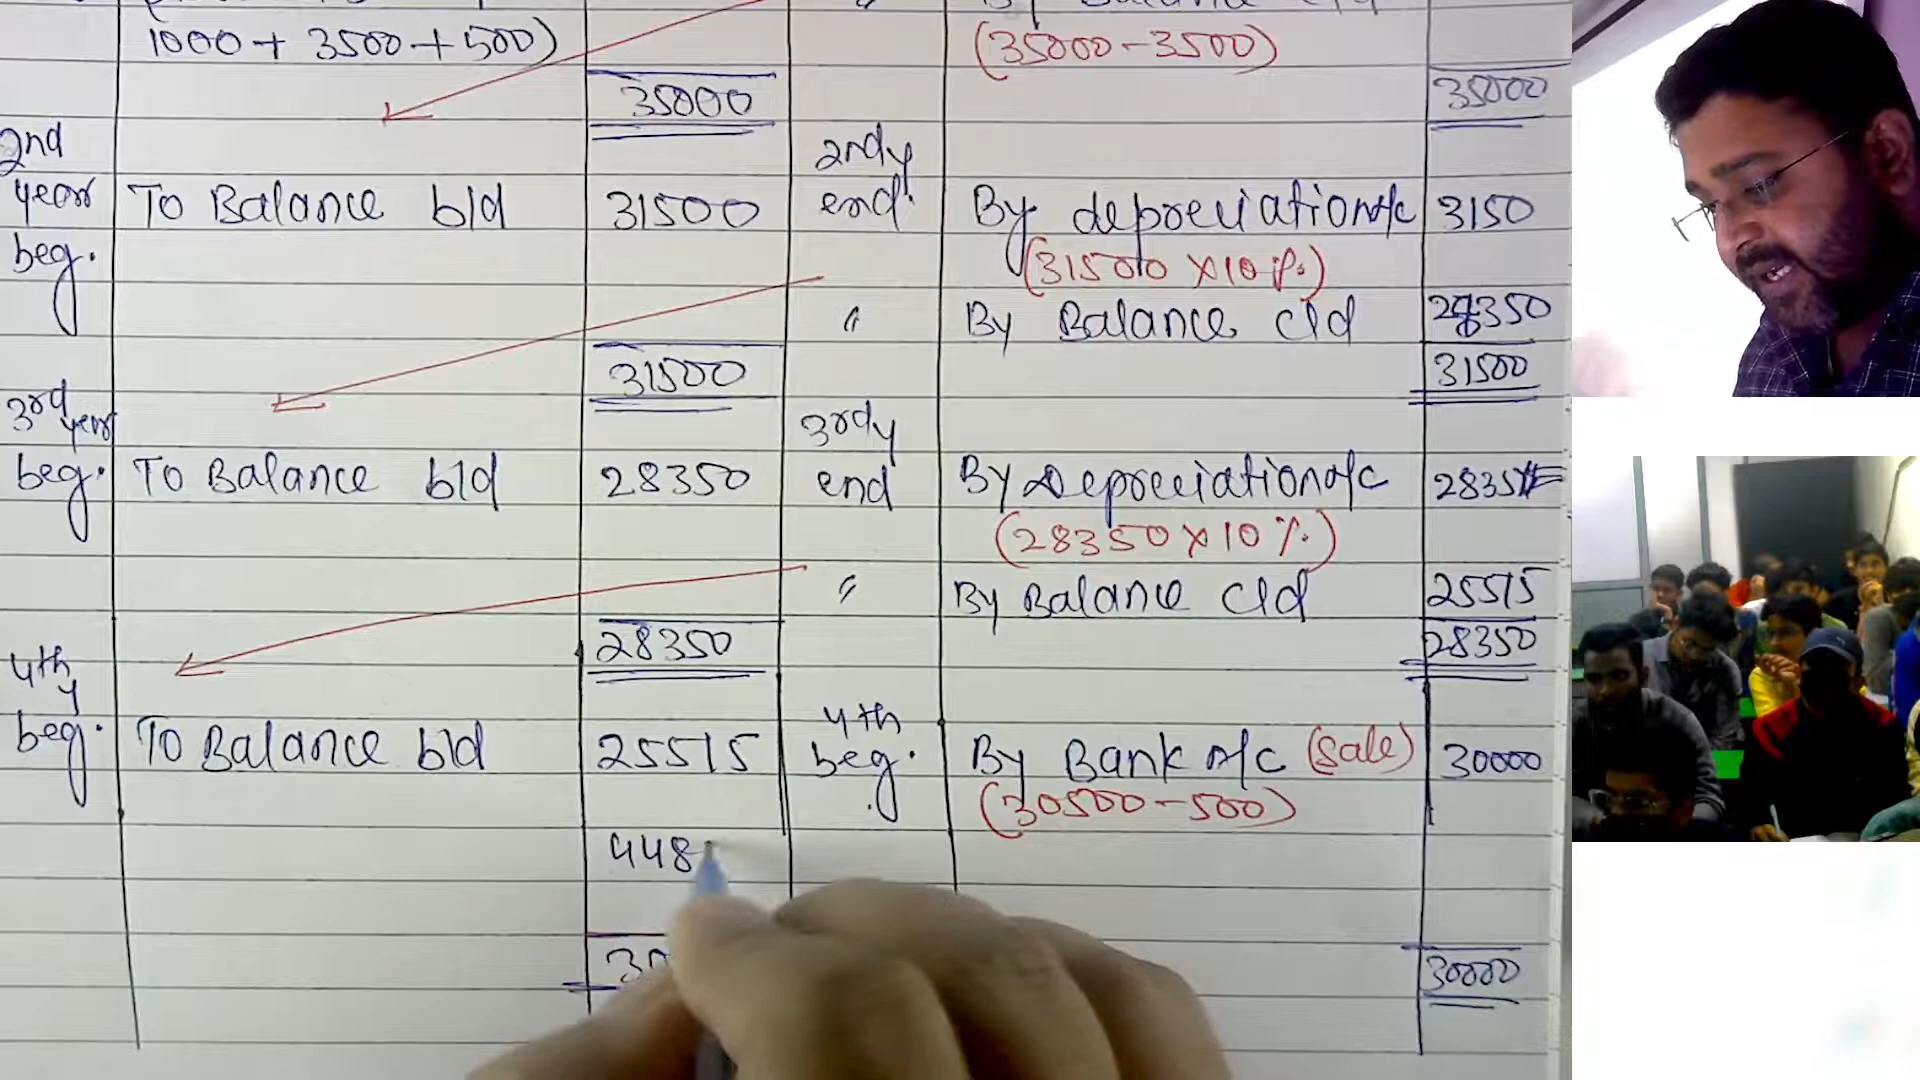 1000 + 3500 + 500)
(35000 - 3500)
35000
35000
2nd year beg.
To Balance b/d
31500
2nd y end.
By depreciation a/c
3150
(31500 × 10%)
〃
By Balance c/d
28350
31500
31500
3rd year beg.
To Balance b/d
28350
3rd y end
By Depreciation a/c
2835
(28350 × 10%)
〃
By Balance c/d
25515
28350
28350
4th y beg.
To Balance b/d
25515
4th beg.
By Bank a/c (Sale)
30000
(30500 - 500)
448
30000